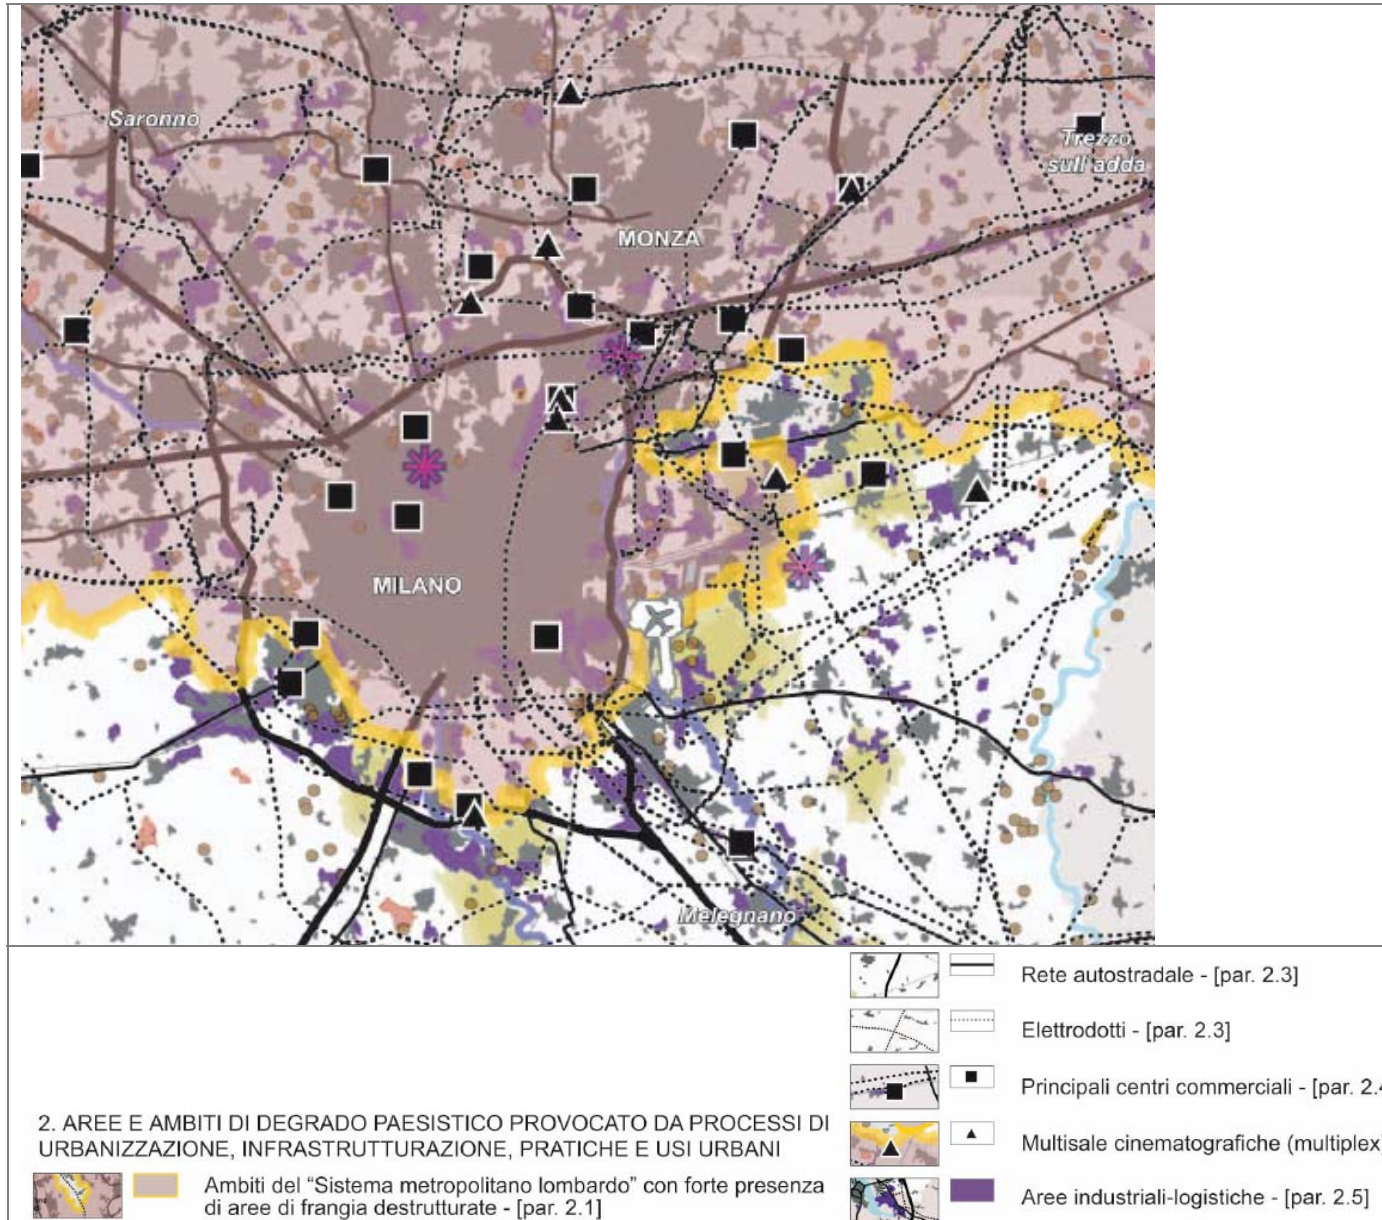 Saronno
Trezzo
sull'adda
MONZA
MILANO
Melegnano
Rete autostradale - [par. 2.3]
Elettrodotti - [par. 2.3]
Principali centri commerciali - [par. 2.4
Multisale cinematografiche (multiplex
Aree industriali-logistiche - [par. 2.5]
2. AREE E AMBITI DI DEGRADO PAESISTICO PROVOCATO DA PROCESSI DI
URBANIZZAZIONE, INFRASTRUTTURAZIONE, PRATICHE E USI URBANI
Ambiti del “Sistema metropolitano lombardo” con forte presenza
di aree di frangia destrutturate - [par. 2.1]